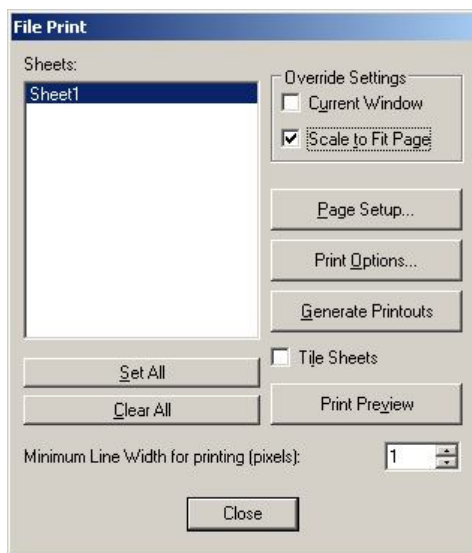 File Print
Sheets:
Sheet1
Override Settings
Current Window
Scale to Fit Page
Page Setup...
Print Options...
Generate Printouts
Set All
Tile Sheets
Clear All
Print Preview
Minimum Line Width for printing (pixels): 1
Close